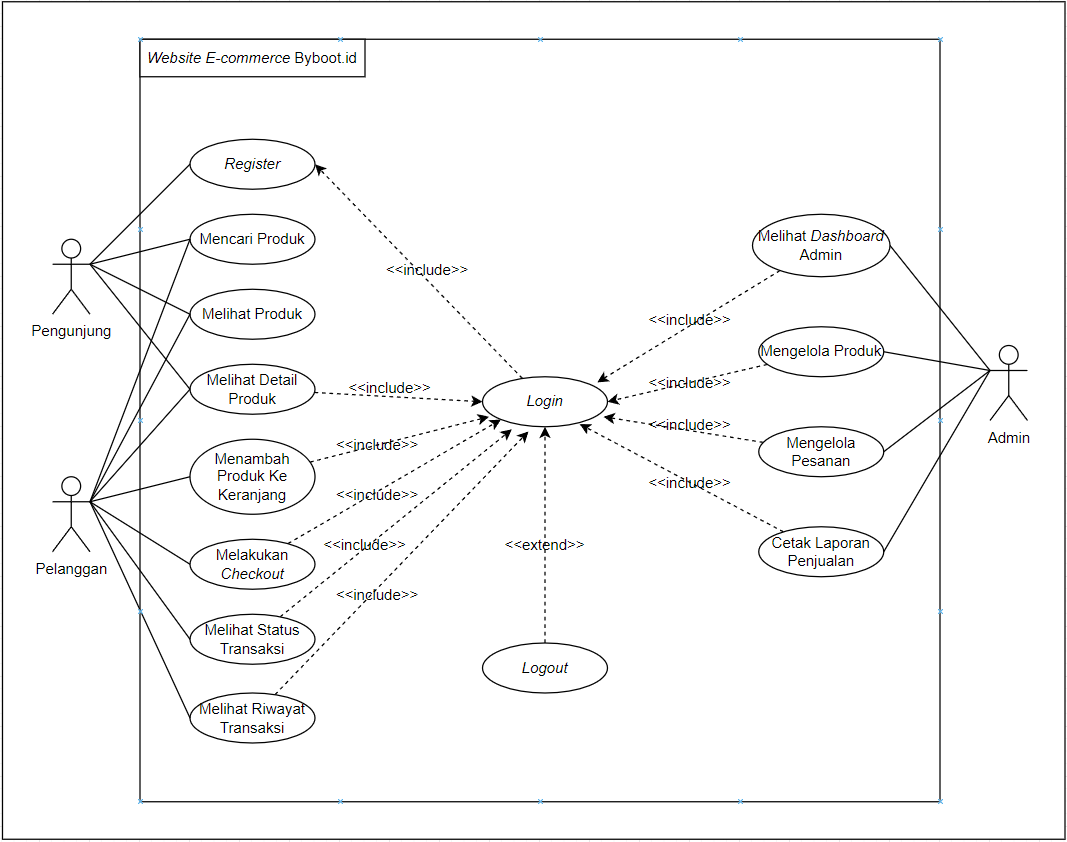 Website E-commerce Byboot.id
Register
Mencari Produk
Melihat Produk
Melihat Detail
Produk
Menambah
Produk Ke
Keranjang
Melakukan
Checkout
Melihat Status
Transaksi
Melihat Riwayat
Transaksi
Pengunjung
Pelanggan
<<include>>
<<include>>
<<include>>
<<include>>
<<include>>
<<include>>
Login
<<extend>>
Logout
<<include>>
<<include>>
<<include>>
<<include>>
Melihat Dashboard
Admin
Mengelola Produk
Mengelola
Pesanan
Cetak Laporan
Penjualan
Admin